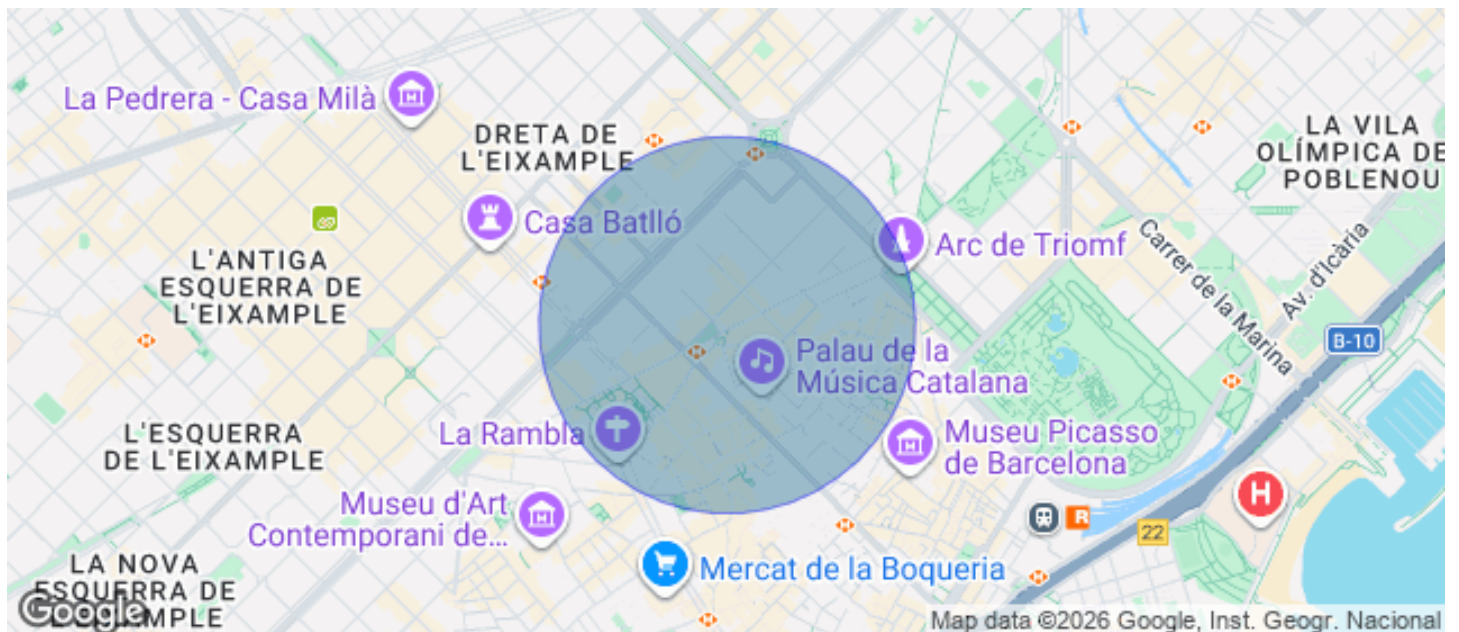 La Pedrera - Casa Milà
DRETA DE
L'EIXAMPLE
LA VILA
OLÍMPICA DE
POBLENOU
Casa Batlló
Arc de Triomf
L'ANTIGA
ESQUERRA DE
L'EIXAMPLE
Carrer de la Marina
Av. d'Icària
B-10
Palau de la
Música Catalana
L'ESQUERRA
DE L'EIXAMPLE
La Rambla
Museu Picasso
de Barcelona
Museu d'Art
Contemporani de...
H
R
22
LA NOVA
ESQUERRA DE
L'EIXAMPLE
Mercat de la Boqueria
Google
Map data ©2026 Google, Inst. Geogr. Nacional